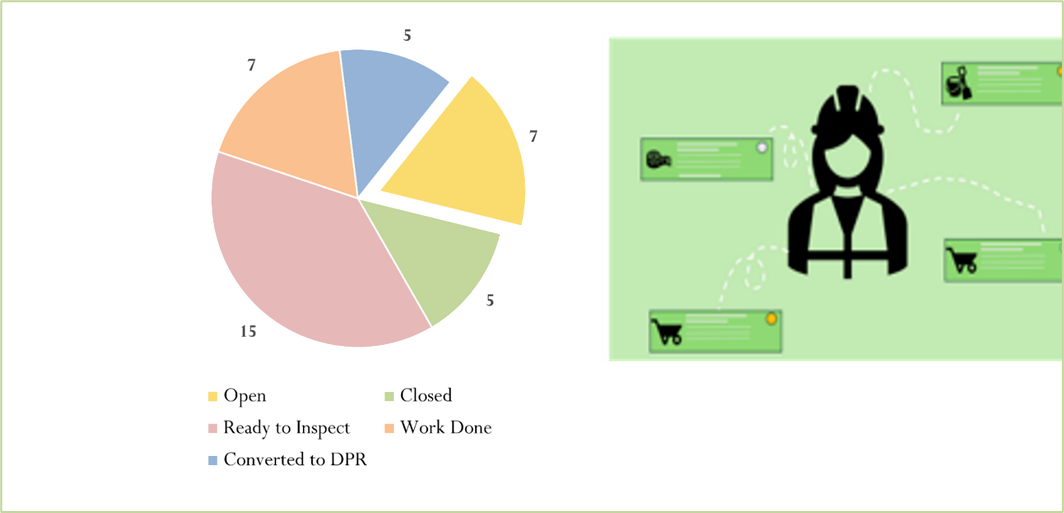 5
7
7
5
15
Open
Closed
Ready to Inspect
Work Done
Converted to DPR